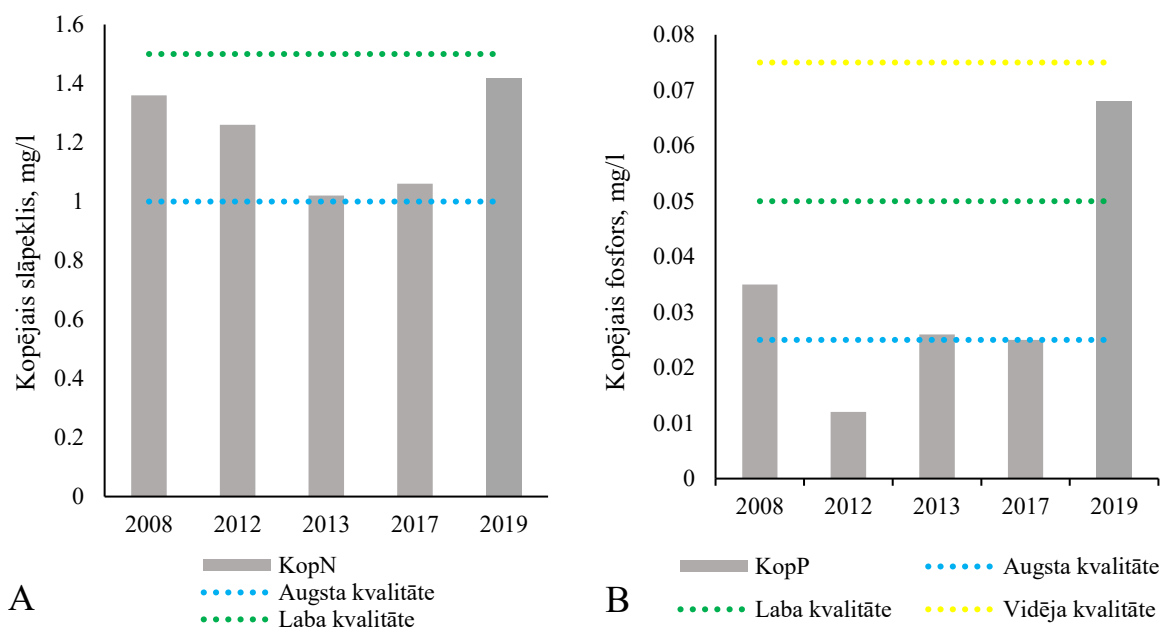 Kopējais slāpeklis, mg/l
1.6
1.4
1.2
1
0.8
0.6
0.4
0.2
0
2008 2012 2013 2017 2019
KopN
Augsta kvalitāte
Laba kvalitāte
A
Kopējais fosfors, mg/l
0.08
0.07
0.06
0.05
0.04
0.03
0.02
0.01
0
2008 2012 2013 2017 2019
KopP Augsta kvalitāte
Laba kvalitāte Vidēja kvalitāte
B